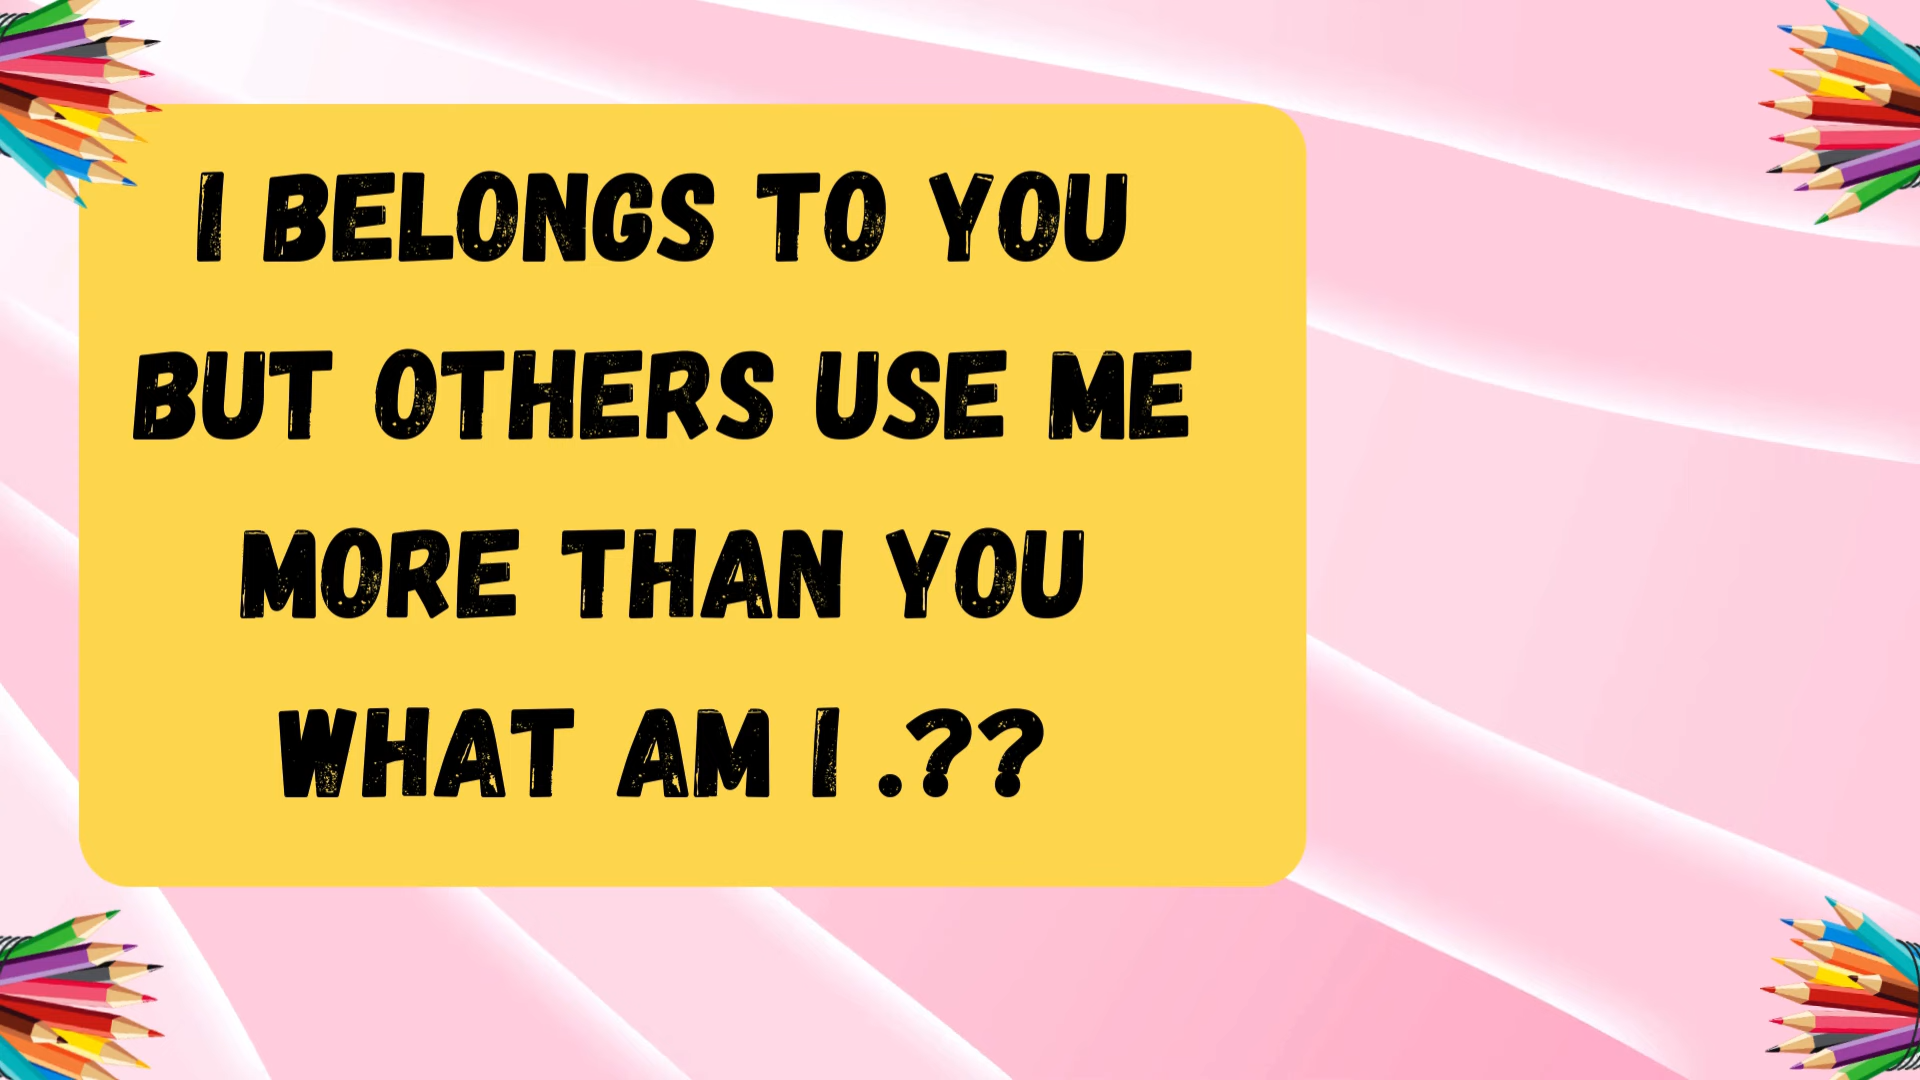 I BELONGS TO YOU
BUT OTHERS USE ME
MORE THAN YOU
WHAT AM I .??